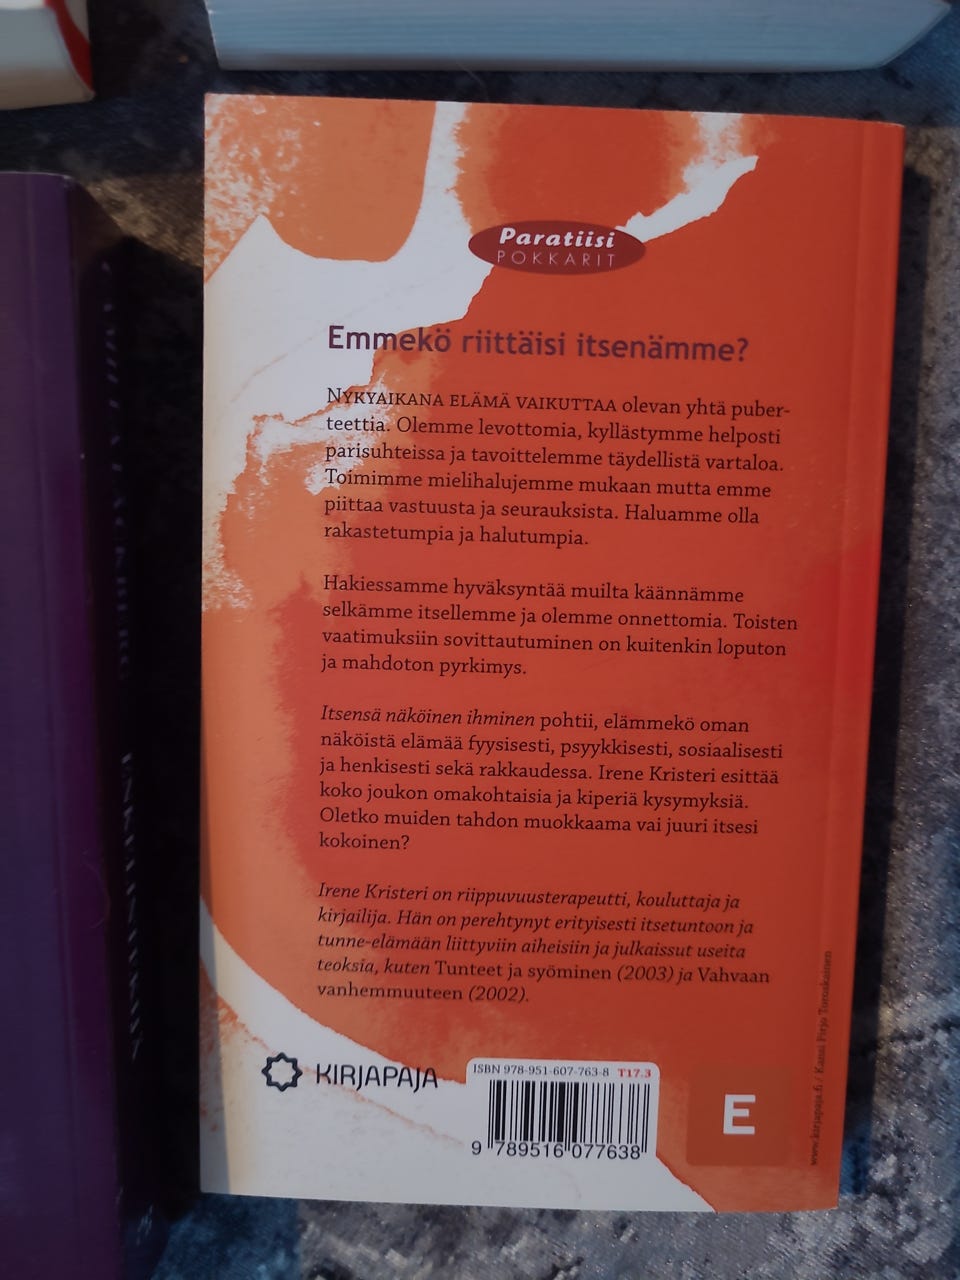 Paratiisi
POKKARIT
Emmekö riittäisi itsenämme?
NYKYAIKANA ELÄMÄ VAIKUTTAA olevan yhtä puber-
teettia. Olemme levottomia, kyllästymme helposti
parisuhteissa ja tavoittelemme täydellistä vartaloa.
Toimimme mielihalujemme mukaan mutta emme
piittaa vastuusta ja seurauksista. Haluamme olla
rakastetumpia ja halutumpia.
Hakiessamme hyväksyntää muilta käännämme
selkämme itsellemme ja olemme onnettomia. Toisten
vaatimuksiin sovittautuminen on kuitenkin loputon
ja mahdoton pyrkimys.
Itsensä näköinen ihminen pohtii, elämmekö oman
näköistä elämää fyysisesti, psyykkisesti, sosiaalisesti
ja henkisesti sekä rakkaudessa. Irene Kristeri esittää
koko joukon omakohtaisia ja kiperiä kysymyksiä.
Oletko muiden tahdon muokkaama vai juuri itsesi
kokoinen?
Irene Kristeri on riippuvuusterapeutti, kouluttaja ja
kirjailija. Hän on perehtynyt erityisesti itsetuntoon ja
tunne-elämään liittyviin aiheisiin ja julkaissut useita
teoksia, kuten Tunteet ja syöminen (2003) ja Vahvaan
vanhemmuuteen (2002).
KIRJAPAJA
ISBN 978-951-607-763-8 T17.3
9 789516 077638
E
www.kirjapaja.fi / Kansi Pirjo Toroskainen